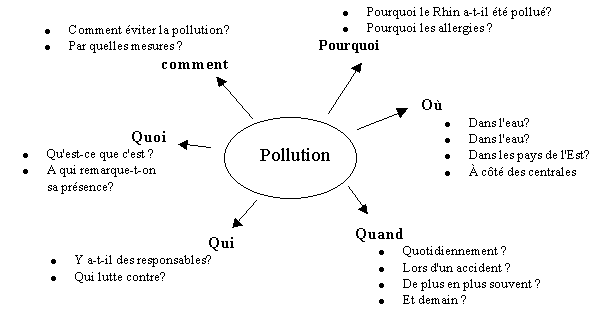 Pourquoi le Rhin a-t-il été pollué?
Pourquoi les allergies ?
Pourquoi
Comment éviter la pollution?
Par quelles mesures ?
comment
Où
Dans l'eau?
Dans l'eau?
Dans les pays de l'Est?
À côté des centrales
Quoi
Qu'est-ce que c'est ?
A qui remarque-t-on
sa présence?
Pollution
Qui
Y a-t-il des responsables?
Qui lutte contre?
Quand
Quotidiennement ?
Lors d'un accident ?
De plus en plus souvent ?
Et demain ?